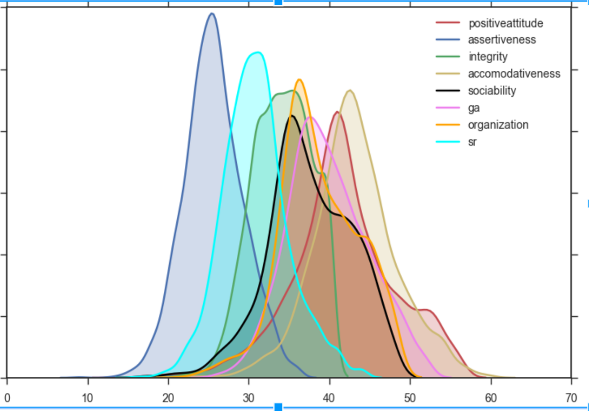 positiveattitude
assertiveness
integrity
accomodativeness
sociability
ga
organization
sr
0 10 20 30 40 50 60 70